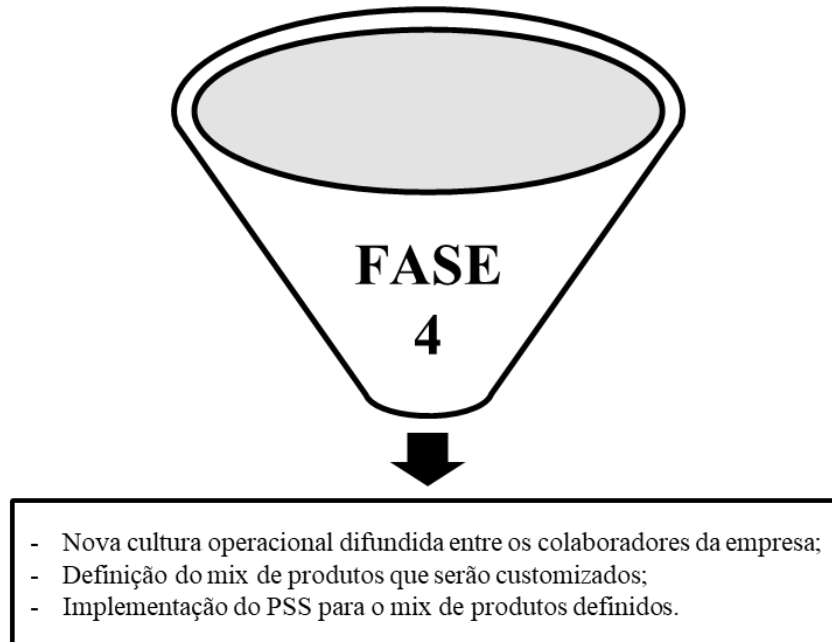 FASE
4
- Nova cultura operacional difundida entre os colaboradores da empresa;
- Definição do mix de produtos que serão customizados;
- Implementação do PSS para o mix de produtos definidos.